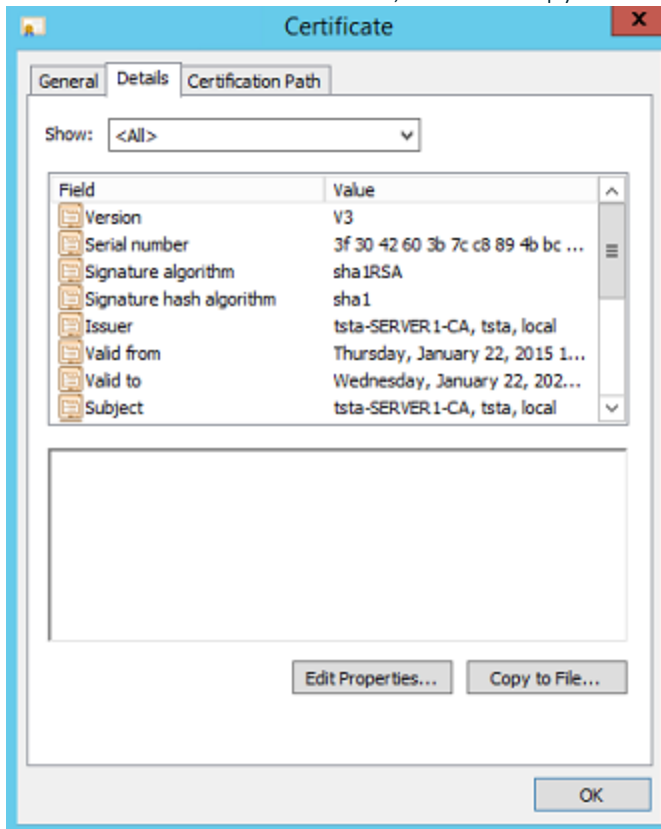 Certificate
General Details Certification Path
Show: <All>
Field Value
Version V3
Serial number 3f 30 42 60 3b 7c c8 89 4b bc ...
Signature algorithm sha1RSA
Signature hash algorithm sha1
Issuer tsta-SERVER1-CA, tsta, local
Valid from Thursday, January 22, 2015 1...
Valid to Wednesday, January 22, 202...
Subject tsta-SERVER1-CA, tsta, local
Edit Properties... Copy to File...
OK